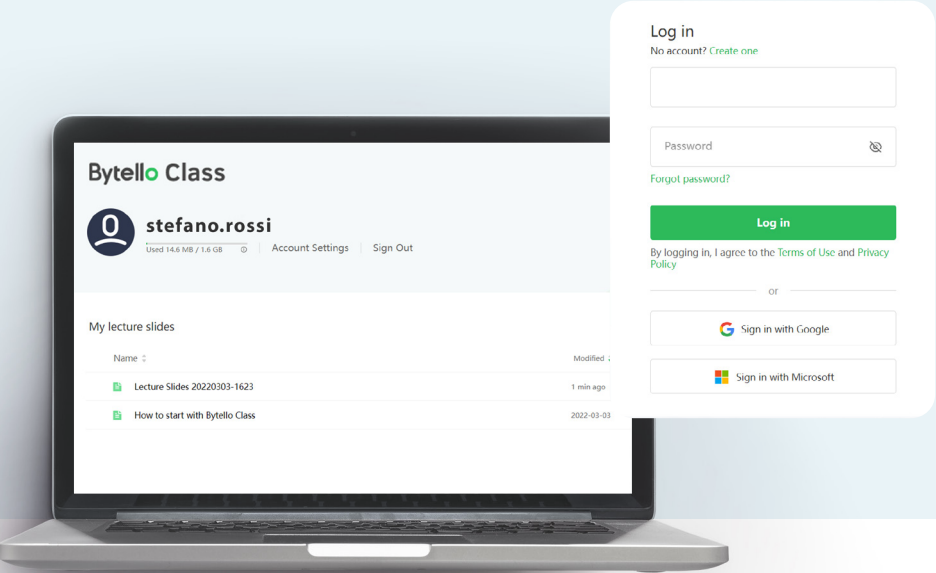 Bytello Class
stefano.rossi
Used 14.6 MB / 1.6 GB
Account Settings
Sign Out
My lecture slides
Name
Modified
Lecture Slides 20220303-1623
1 min ago
How to start with Bytello Class
2022-03-03
Log in
No account? Create one
Password
Forgot password?
Log in
By logging in, I agree to the Terms of Use and Privacy
Policy
or
Sign in with Google
Sign in with Microsoft